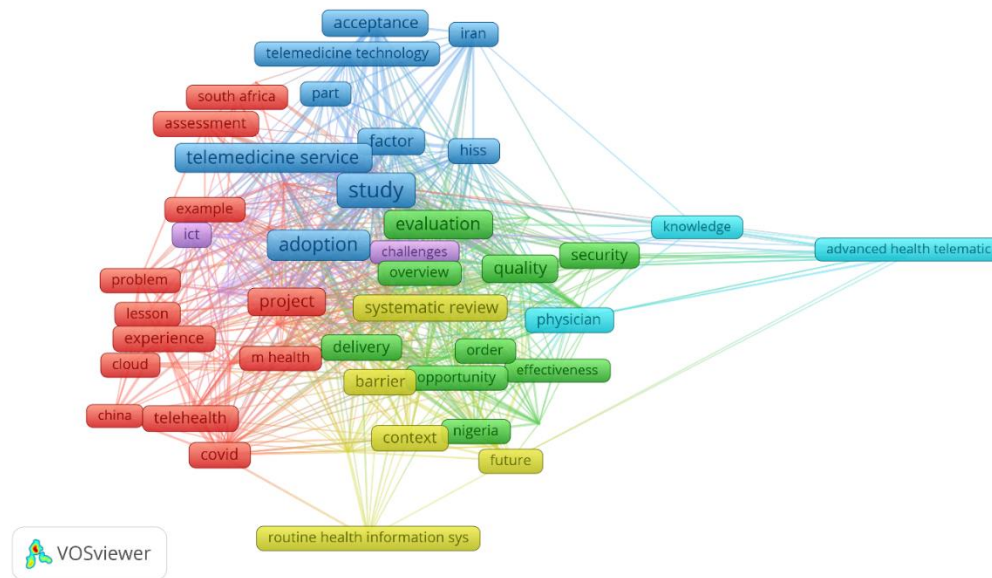 acceptance
iran
telemedicine technology
part
south africa
assessment
factor
telemedicine service
hiss
study
example
evaluation
knowledge
ict
adoption
challenges
security
advanced health telematic
overview
quality
problem
project
systematic review
lesson
physician
experience
delivery
order
cloud
m health
opportunity
effectiveness
barrier
china
telehealth
context
nigeria
covid
future
routine health information sys
VOSviewer